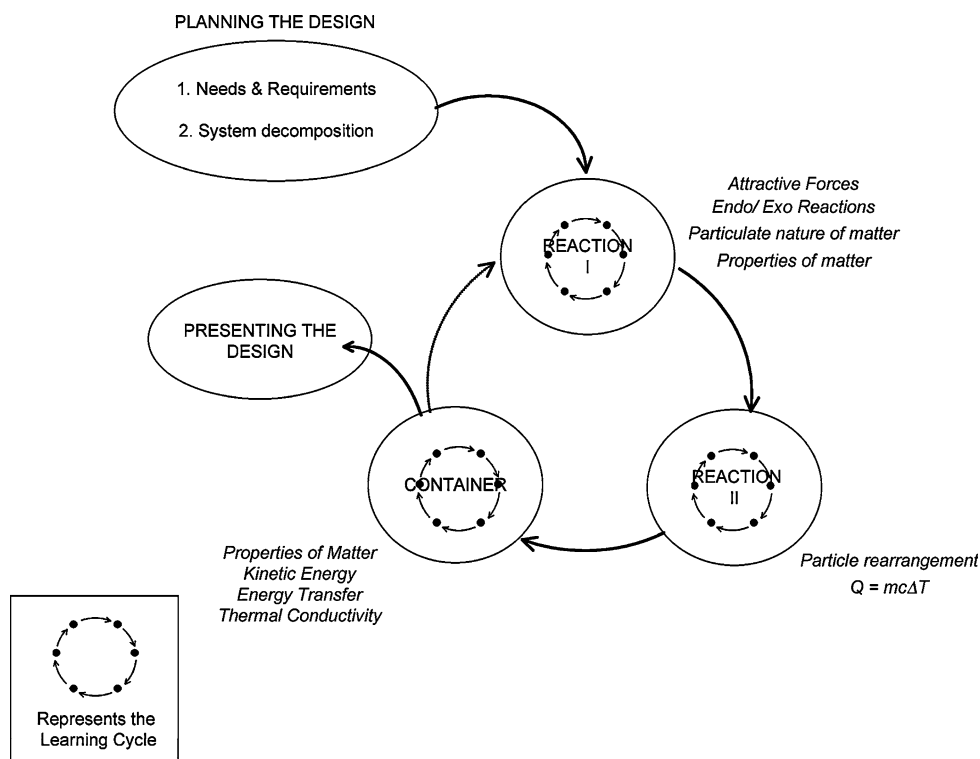 PLANNING THE DESIGN
1. Needs & Requirements
2. System decomposition
Attractive Forces
Endo/ Exo Reactions
Particulate nature of matter
Properties of matter
REACTION
I
PRESENTING THE
DESIGN
CONTAINER
REACTION
II
Properties of Matter
Kinetic Energy
Energy Transfer
Thermal Conductivity
Particle rearrangement
Q = mcΔT
Represents the
Learning Cycle